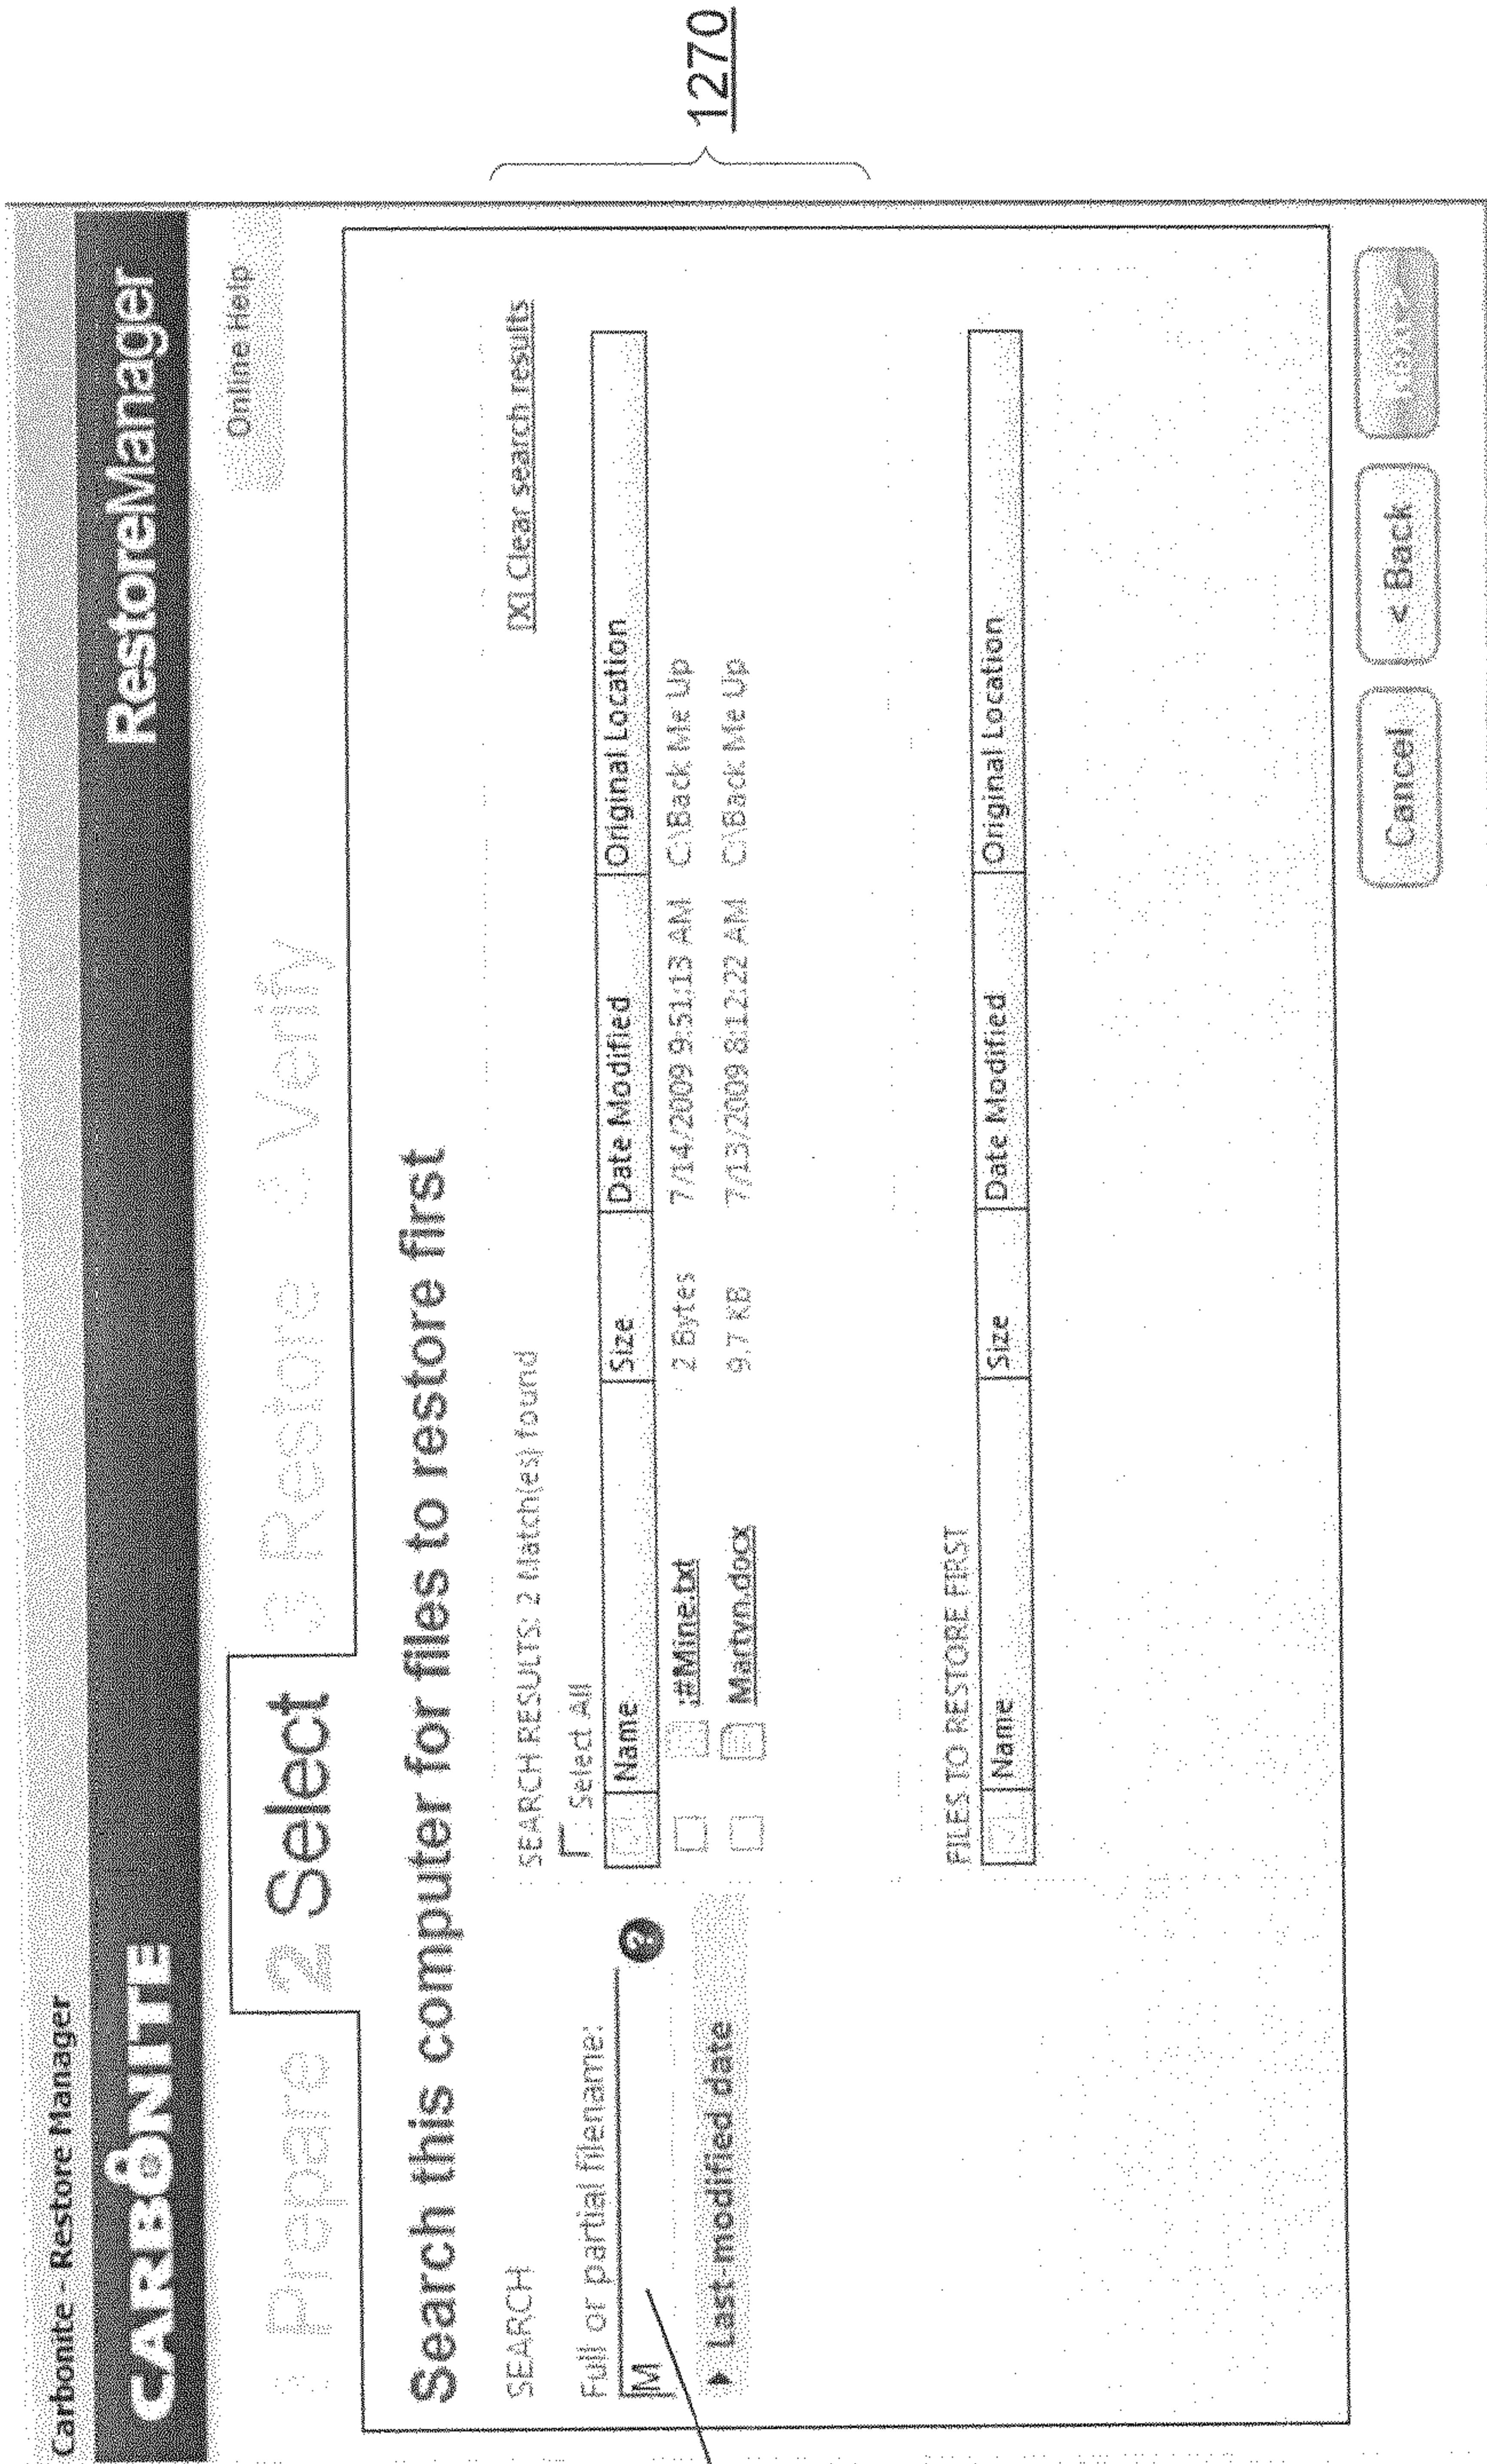 Carbonite - Restore Manager
CARBONITE RestoreManager
Online Help
Prepare 2 Select 3 Restore 4 Verify
Search this computer for files to restore first
SEARCH
Full or partial filename:
M
Last-modified date
SEARCH RESULTS: 2 Match(es) found
[X] Clear search results
Select All
Name Size Date Modified Original Location
;#Mine.txt 2 Bytes 7/14/2009 9:51:13 AM C:\Back Me Up
Martyn.docx 9.7 KB 7/13/2009 8:12:22 AM C:\Back Me Up
FILES TO RESTORE FIRST
Name Size Date Modified Original Location
Cancel < Back
1270